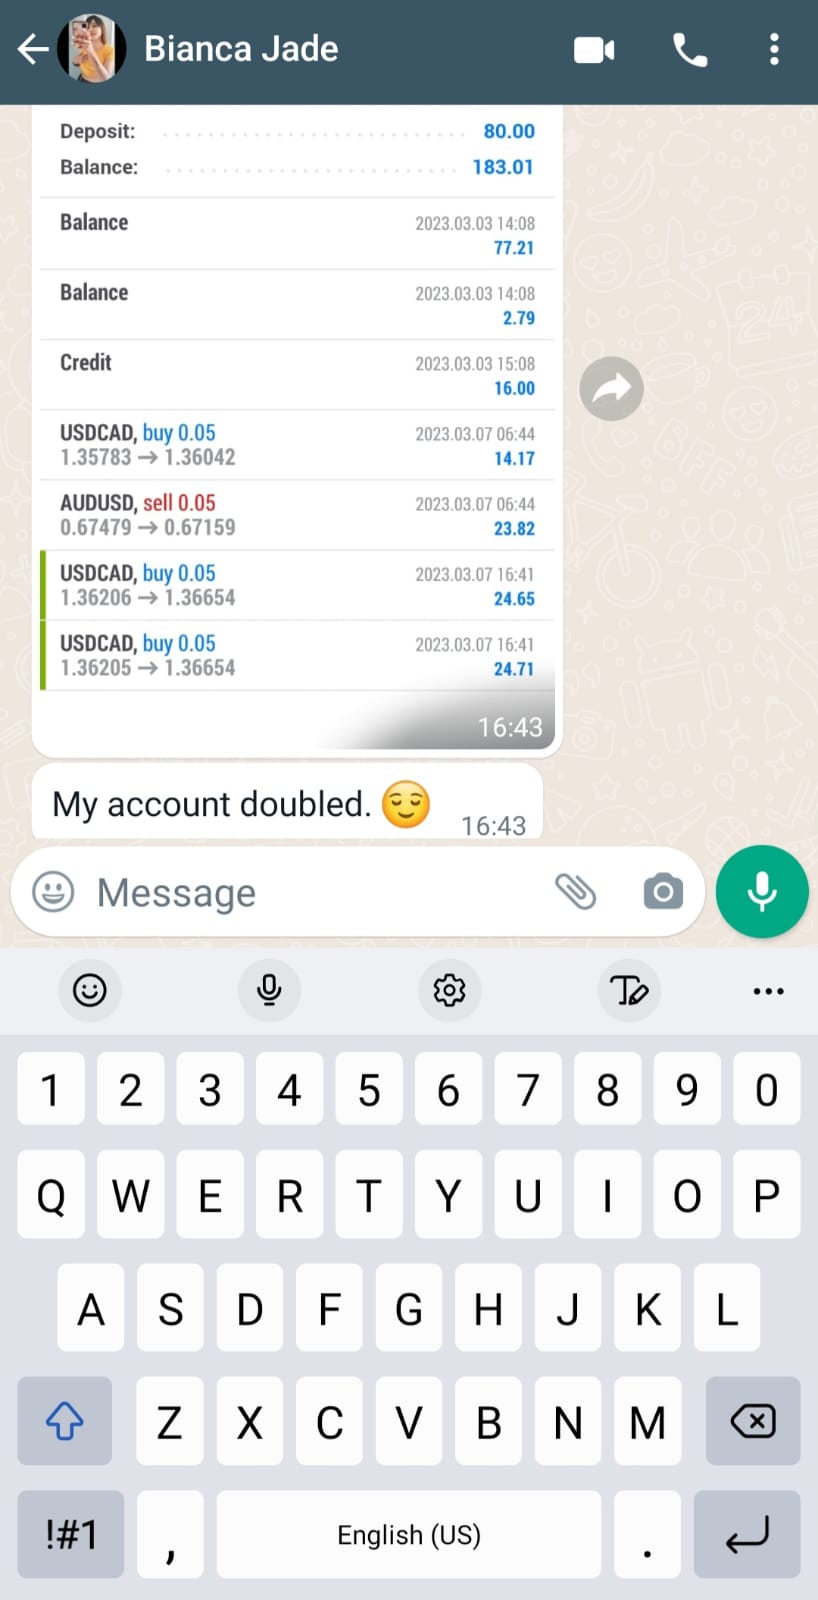 Bianca Jade
Deposit: 80.00
Balance: 183.01
Balance 2023.03.03 14:08
77.21
Balance 2023.03.03 14:08
2.79
Credit 2023.03.03 15:08
16.00
USDCAD, buy 0.05 2023.03.07 06:44
1.35783 → 1.36042 14.17
AUDUSD, sell 0.05 2023.03.07 06:44
0.67479 → 0.67159 23.82
USDCAD, buy 0.05 2023.03.07 16:41
1.36206 → 1.36654 24.65
USDCAD, buy 0.05 2023.03.07 16:41
1.36205 → 1.36654 24.71
16:43
My account doubled. 😌 16:43
Message
1 2 3 4 5 6 7 8 9 0
Q W E R T Y U I O P
A S D F G H J K L
Z X C V B N M
!#1 , English (US) .